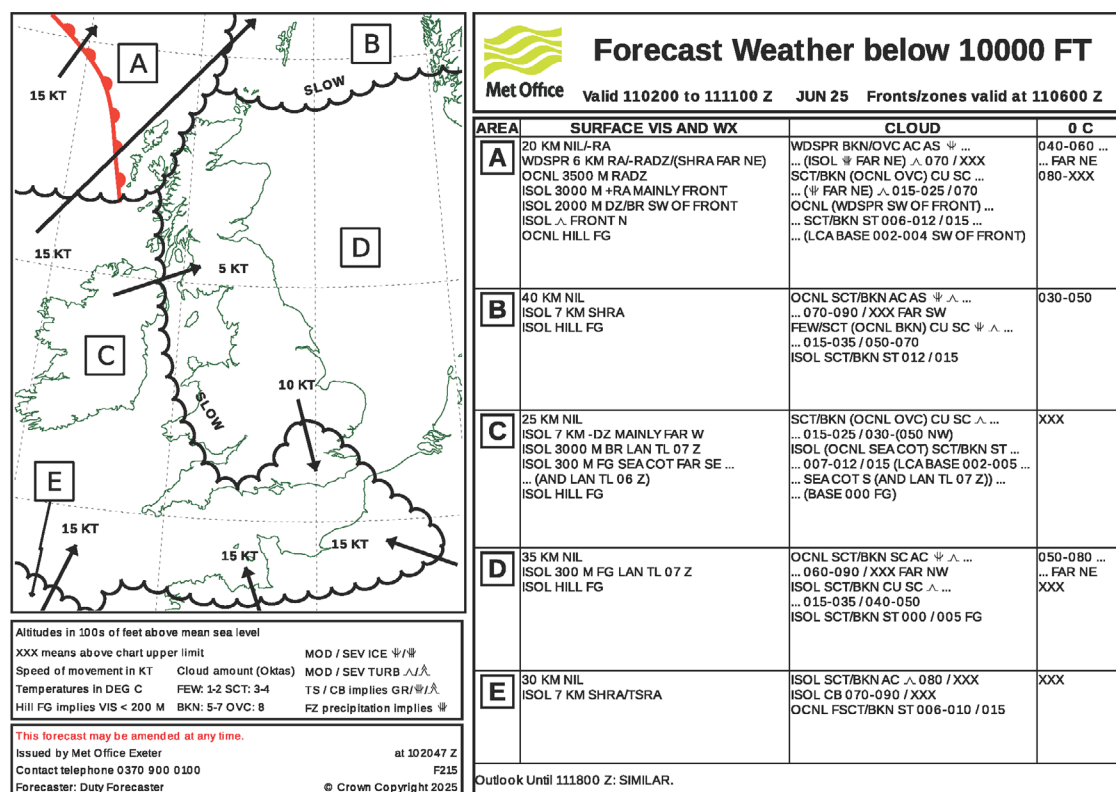 A
B
SLOW
15 KT
D
15 KT
5 KT
C
10 KT
SLOW
E
15 KT
15 KT
15 KT
Altitudes in 100s of feet above mean sea level
XXX means above chart upper limit
MOD / SEV ICE /
Speed of movement in KT
Cloud amount (Oktas)
MOD / SEV TURB /
Temperatures in DEG C
FEW: 1-2 SCT: 3-4
TS / CB implies GR/ /
Hill FG implies VIS < 200 M
BKN: 5-7 OVC: 8
FZ precipitation implies
This forecast may be amended at any time.
Issued by Met Office Exeter
at 102047 Z
Contact telephone 0370 900 0100
F215
Forecaster: Duty Forecaster
© Crown Copyright 2025
Met Office
Forecast Weather below 10000 FT
Valid 110200 to 111100 Z JUN 25 Fronts/zones valid at 110600 Z
AREA
SURFACE VIS AND WX
CLOUD
0 C
A
20 KM NIL/-RA
WDSPR 6 KM RA/-RADZ/(SHRA FAR NE)
OCNL 3500 M RADZ
ISOL 3000 M +RA MAINLY FRONT
ISOL 2000 M DZ/BR SW OF FRONT
ISOL FRONT N
OCNL HILL FG
WDSPR BKN/OVC AC AS ...
... (ISOL FAR NE) 070 / XXX
SCT/BKN (OCNL OVC) CU SC ...
... ( FAR NE) 015-025 / 070
OCNL (WDSPR SW OF FRONT) ...
... SCT/BKN ST 006-012 / 015 ...
... (LCA BASE 002-004 SW OF FRONT)
040-060 ...
... FAR NE
080-XXX
B
40 KM NIL
ISOL 7 KM SHRA
ISOL HILL FG
OCNL SCT/BKN AC AS ...
... 070-090 / XXX FAR SW
FEW/SCT (OCNL BKN) CU SC ...
... 015-035 / 050-070
ISOL SCT/BKN ST 012 / 015
030-050
C
25 KM NIL
ISOL 7 KM -DZ MAINLY FAR W
ISOL 3000 M BR LAN TL 07 Z
ISOL 300 M FG SEA COT FAR SE ...
... (AND LAN TL 06 Z)
ISOL HILL FG
SCT/BKN (OCNL OVC) CU SC ...
... 015-025 / 030-(050 NW)
ISOL (OCNL SEA COT) SCT/BKN ST ...
... 007-012 / 015 (LCA BASE 002-005 ...
... SEA COT S (AND LAN TL 07 Z)) ...
... (BASE 000 FG)
XXX
D
35 KM NIL
ISOL 300 M FG LAN TL 07 Z
ISOL HILL FG
OCNL SCT/BKN SC AC ...
... 060-090 / XXX FAR NW
ISOL SCT/BKN CU SC ...
... 015-035 / 040-050
ISOL SCT/BKN ST 000 / 005 FG
050-080 ...
... FAR NE
XXX
E
30 KM NIL
ISOL 7 KM SHRA/TSRA
ISOL SCT/BKN AC 080 / XXX
ISOL CB 070-090 / XXX
OCNL FSCT/BKN ST 006-010 / 015
XXX
Outlook Until 111800 Z: SIMILAR.